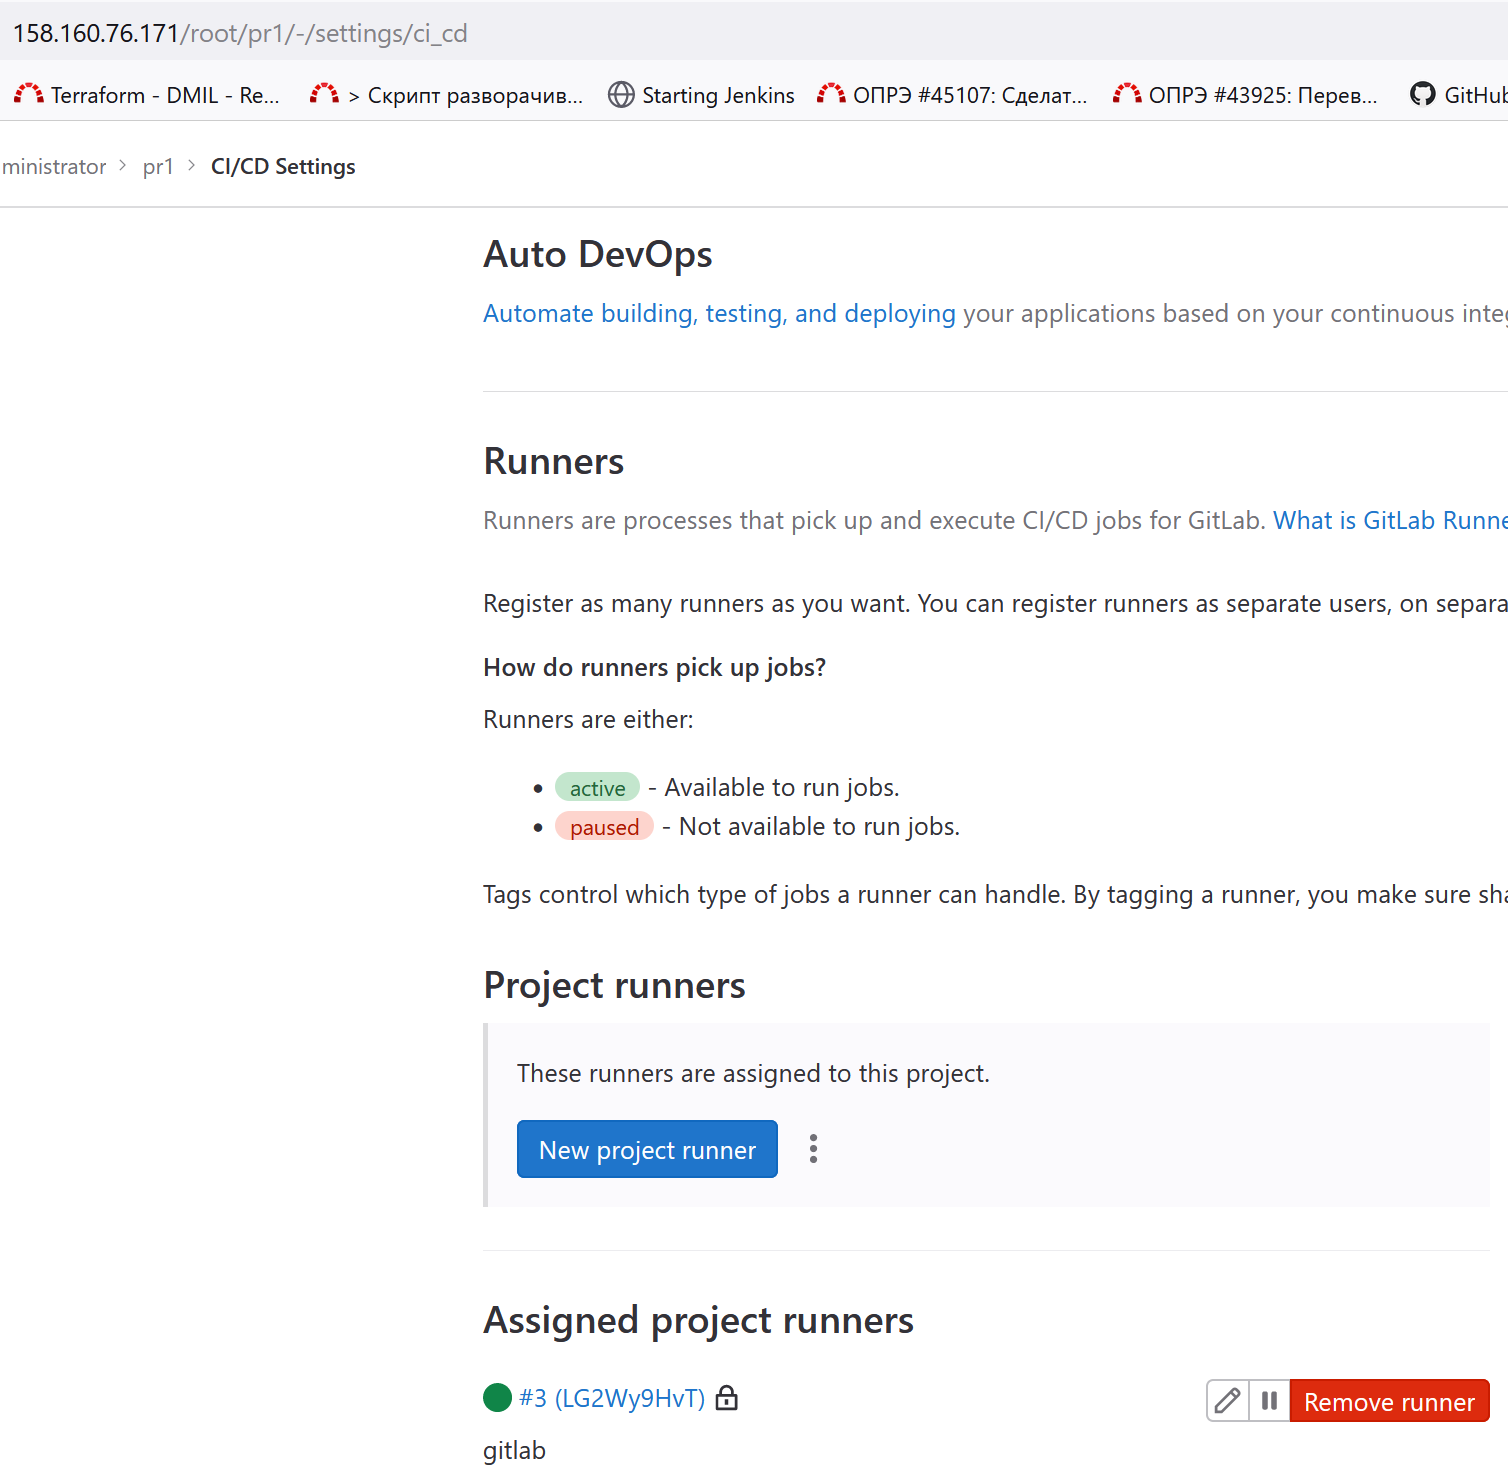 158.160.76.171/root/pr1/-/settings/ci_cd
Terraform - DMIL - Re... > Скрипт разворачив... Starting Jenkins ОПРЭ #45107: Сделат... ОПРЭ #43925: Перев... GitHub
ministrator > pr1 > CI/CD Settings
Auto DevOps
Automate building, testing, and deploying your applications based on your continuous integ
Runners
Runners are processes that pick up and execute CI/CD jobs for GitLab. What is GitLab Runne
Register as many runners as you want. You can register runners as separate users, on separa
How do runners pick up jobs?
Runners are either:
• active - Available to run jobs.
• paused - Not available to run jobs.
Tags control which type of jobs a runner can handle. By tagging a runner, you make sure sha
Project runners
These runners are assigned to this project.
New project runner
Assigned project runners
#3 (LG2Wy9HvT) Remove runner
gitlab